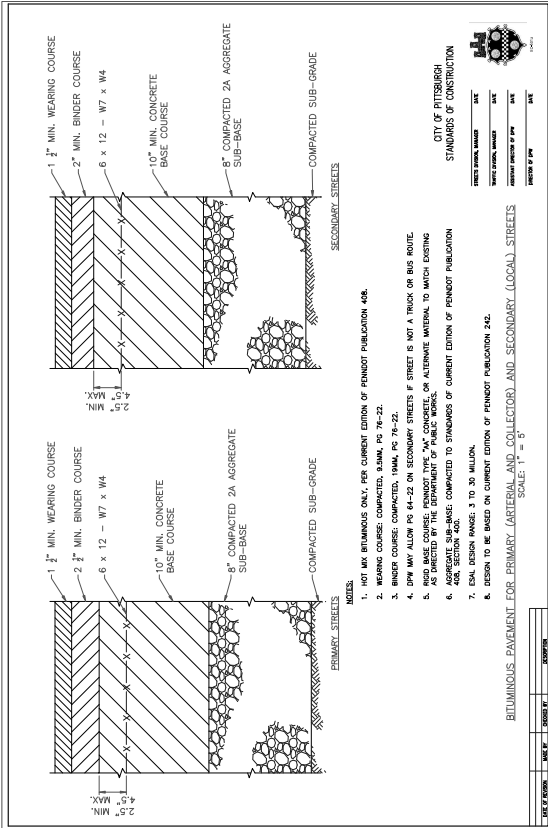 1 1/2" MIN. WEARING COURSE
2 1/2" MIN. BINDER COURSE
6 x 12 – W7 x W4
10" MIN. CONCRETE
BASE COURSE
8" COMPACTED 2A AGGREGATE
SUB-BASE
COMPACTED SUB-GRADE
2.5" MIN.
4.5" MAX.
PRIMARY STREETS
1 1/2" MIN. WEARING COURSE
2" MIN. BINDER COURSE
6 x 12 – W7 x W4
10" MIN. CONCRETE
BASE COURSE
8" COMPACTED 2A AGGREGATE
SUB-BASE
COMPACTED SUB-GRADE
2.5" MIN.
4.5" MAX.
SECONDARY STREETS
NOTES:
1. HOT MIX BITUMINOUS ONLY, PER CURRENT EDITION OF PENNDOT PUBLICATION 408.
2. WEARING COURSE: COMPACTED, 9.5MM, PG 76-22.
3. BINDER COURSE: COMPACTED, 19MM, PG 76-22.
4. DPW MAY ALLOW PG 64-22 ON SECONDARY STREETS IF STREET IS NOT A TRUCK OR BUS ROUTE.
5. RIGID BASE COURSE: PENNDOT TYPE "AA" CONCRETE, OR ALTERNATE MATERIAL TO MATCH EXISTING
AS DIRECTED BY THE DEPARTMENT OF PUBLIC WORKS.
6. AGGREGATE SUB-BASE: COMPACTED TO STANDARDS OF CURRENT EDITION OF PENNDOT PUBLICATION
408, SECTION 400.
7. ESAL DESIGN RANGE: 3 TO 30 MILLION.
8. DESIGN TO BE BASED ON CURRENT EDITION OF PENNDOT PUBLICATION 242.
BITUMINOUS PAVEMENT FOR PRIMARY (ARTERIAL AND COLLECTOR) AND SECONDARY (LOCAL) STREETS
SCALE: 1" = 5'
CITY OF PITTSBURGH
STANDARDS OF CONSTRUCTION
STREETS DIVISION, MANAGER DATE
TRAFFIC DIVISION, MANAGER DATE
ASSISTANT DIRECTOR OF DPW DATE
DIRECTOR OF DPW DATE
DATE OF REVISION MADE BY CHECKED BY DESCRIPTION